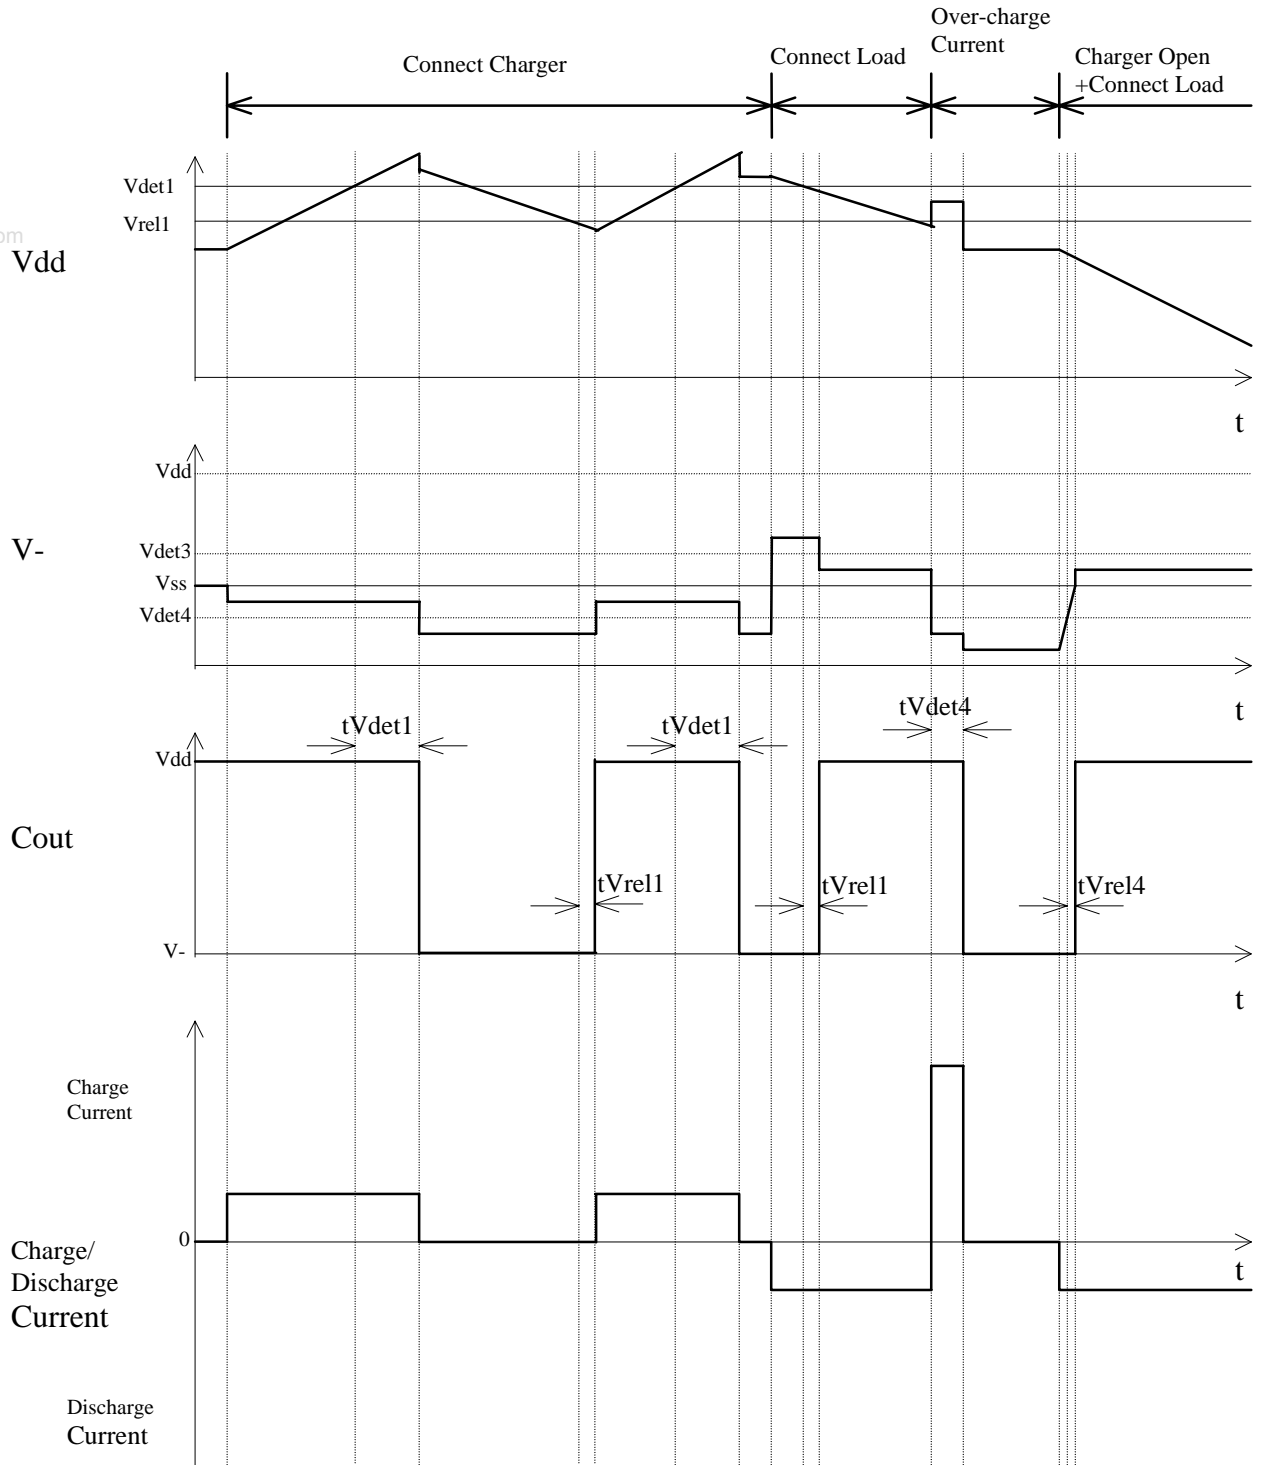 Over-charge
Current
Connect Charger
Connect Load
Charger Open
+Connect Load
Vdet1
Vrel1
om
Vdd
t
Vdd
V-
Vdet3
Vss
Vdet4
t
tVdet1
tVdet1
tVdet4
Vdd
Cout
tVrel1
tVrel1
tVrel4
V-
t
Charge
Current
0
Charge/
Discharge
Current
t
Discharge
Current